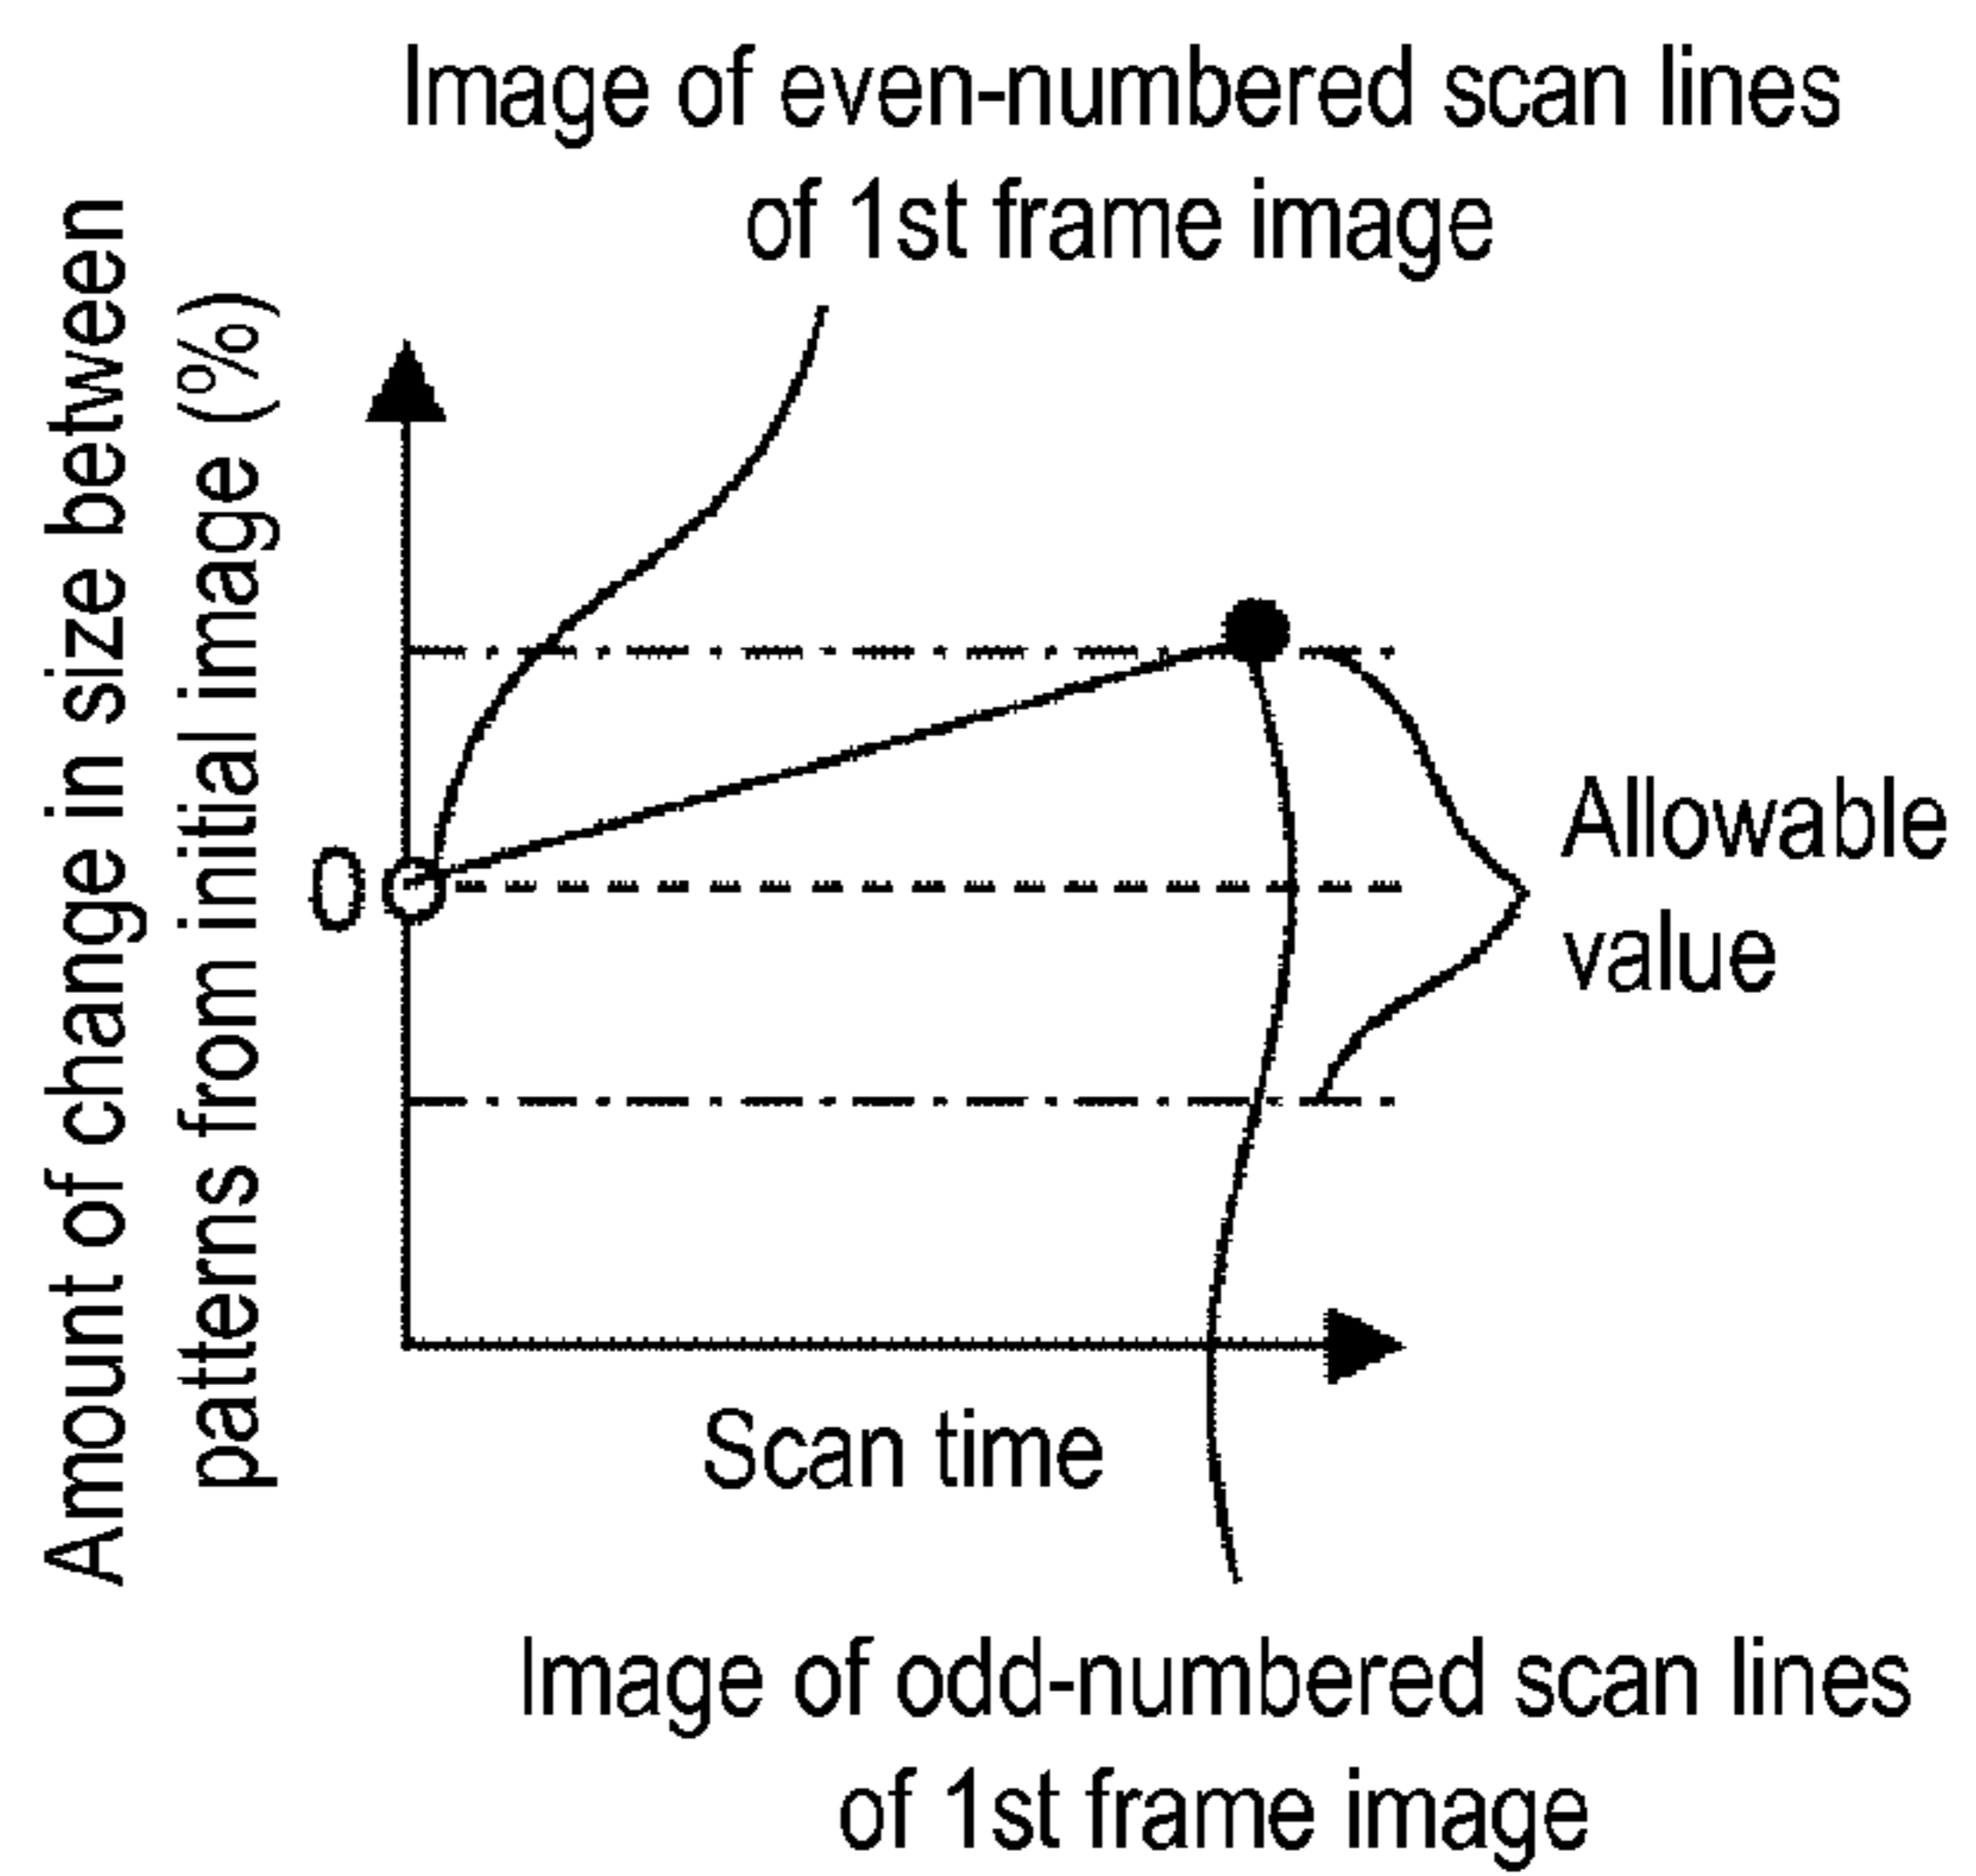 Image of even-numbered scan lines
of 1st frame image
Amount of change in size between
patterns from initial image (%)
0
Allowable
value
Scan time
Image of odd-numbered scan lines
of 1st frame image